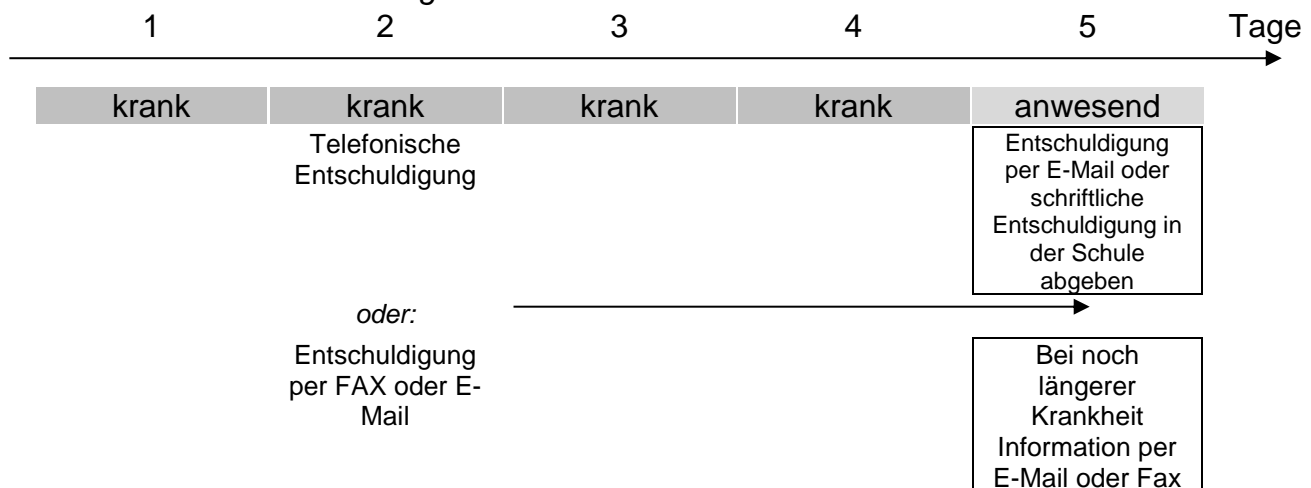 1 2 3 4 5 Tage
krank krank krank krank anwesend
Telefonische
Entschuldigung
Entschuldigung
per E-Mail oder
schriftliche
Entschuldigung in
der Schule
abgeben
oder:
Entschuldigung
per FAX oder E-
Mail
Bei noch
längerer
Krankheit
Information per
E-Mail oder Fax